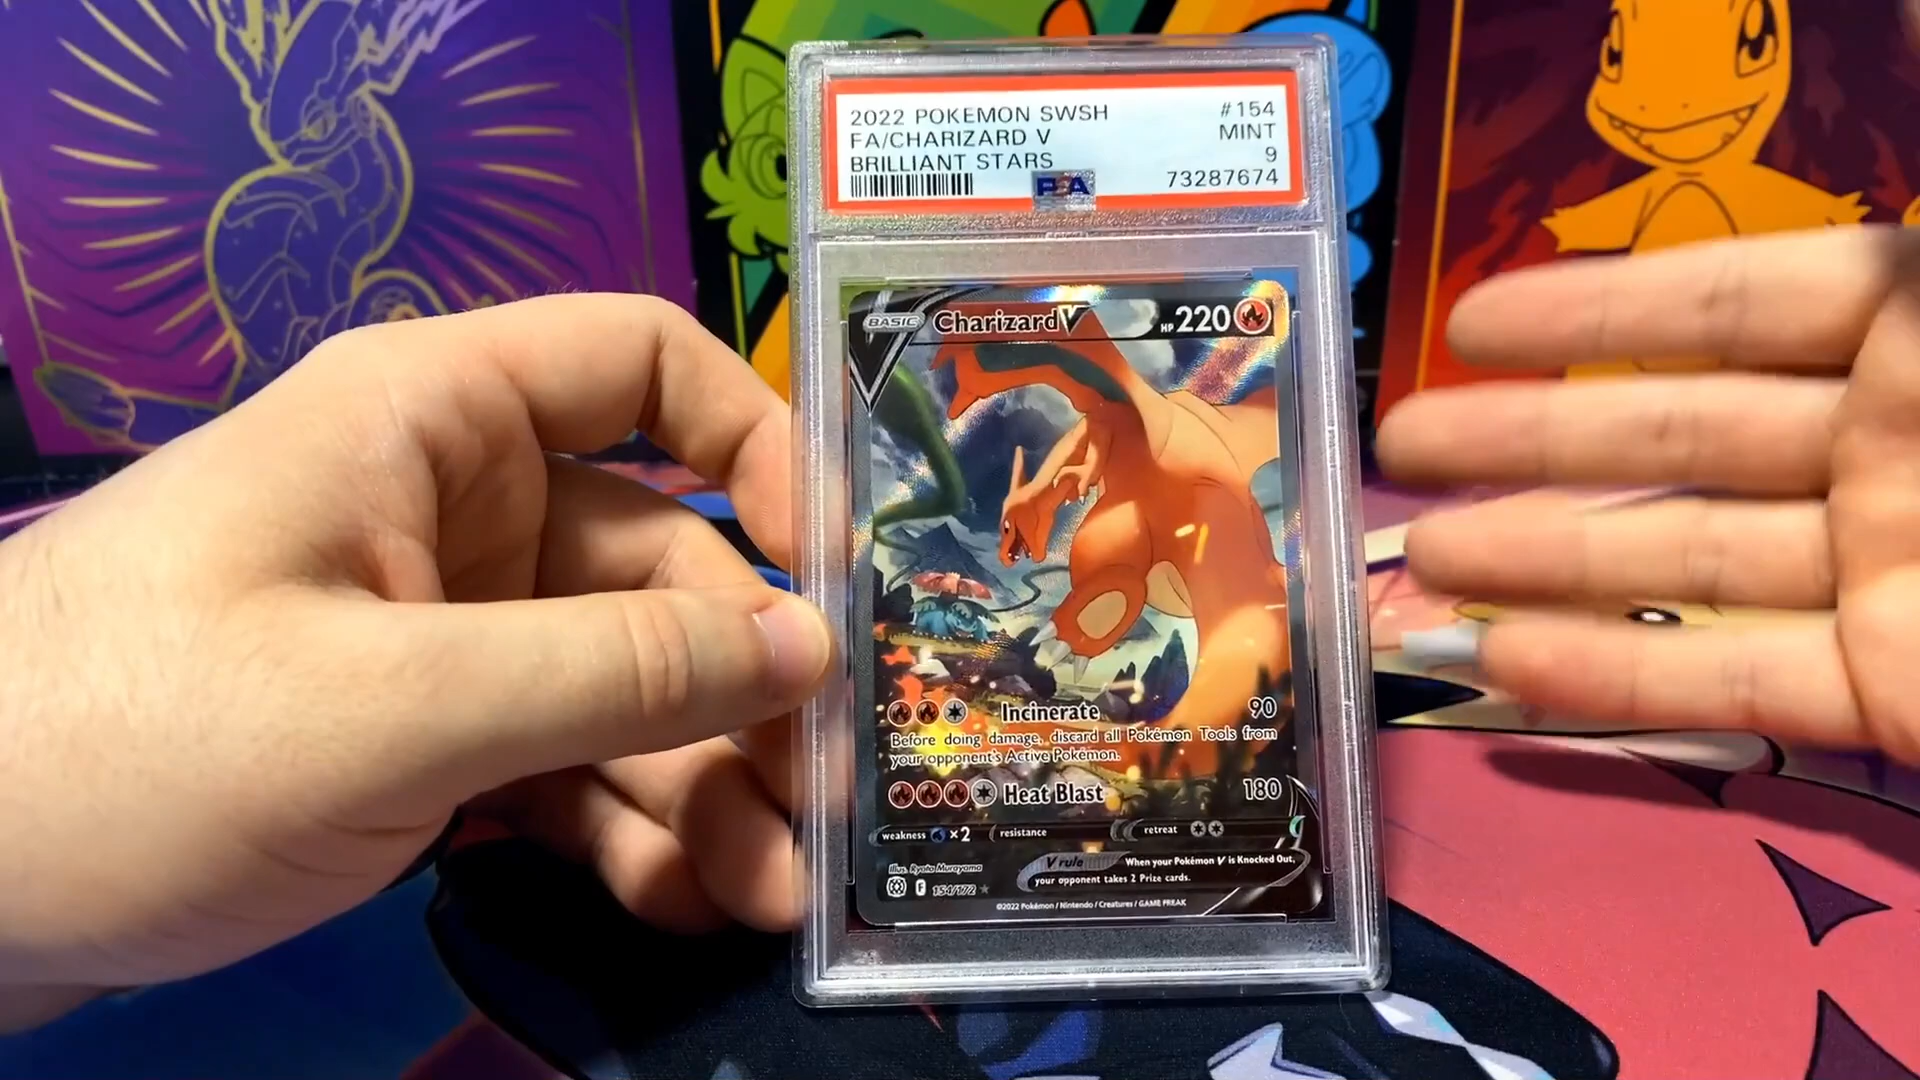 2022 POKEMON SWSH #154
FA/CHARIZARD V MINT
BRILLIANT STARS 9
PSA 73287674
BASIC Charizard V HP 220
Incinerate 90
Before doing damage, discard all Pokémon Tools from
your opponent's Active Pokémon.
Heat Blast 180
weakness ×2 resistance retreat
V rule When your Pokémon V is Knocked Out,
your opponent takes 2 Prize cards.
Illus. Ryota Murayama
F 154/172
©2022 Pokémon / Nintendo / Creatures / GAME FREAK